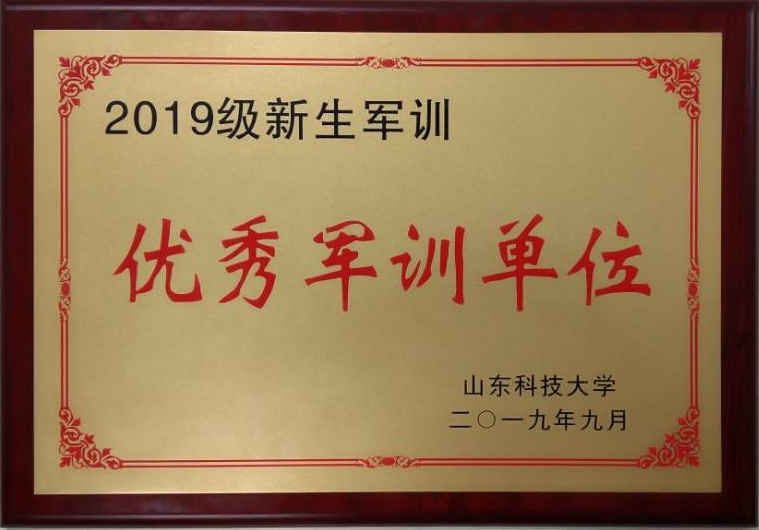 2019级新生军训
优秀军训单位
山东科技大学
二〇一九年九月